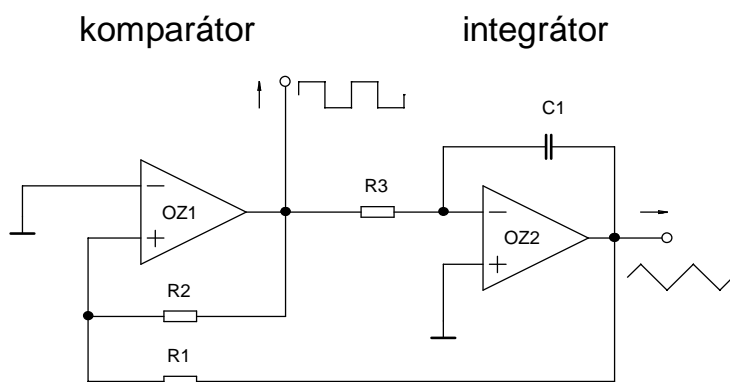 komparátor
integrátor
C1
R3
OZ1
OZ2
R2
R1